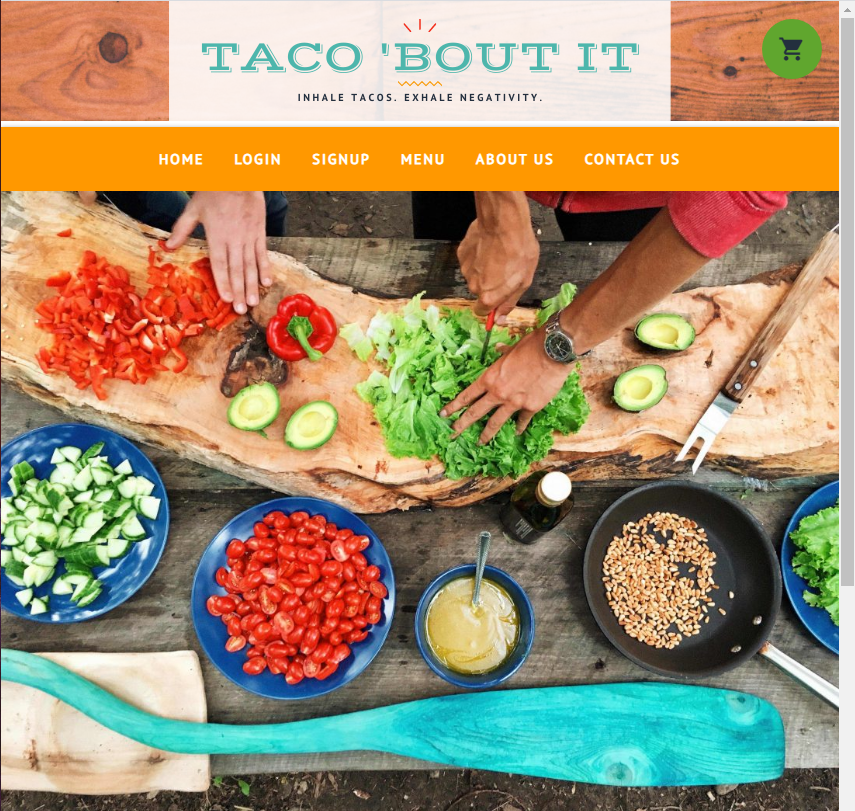 TACO 'BOUT IT
INHALE TACOS. EXHALE NEGATIVITY.
HOME LOGIN SIGNUP MENU ABOUT US CONTACT US